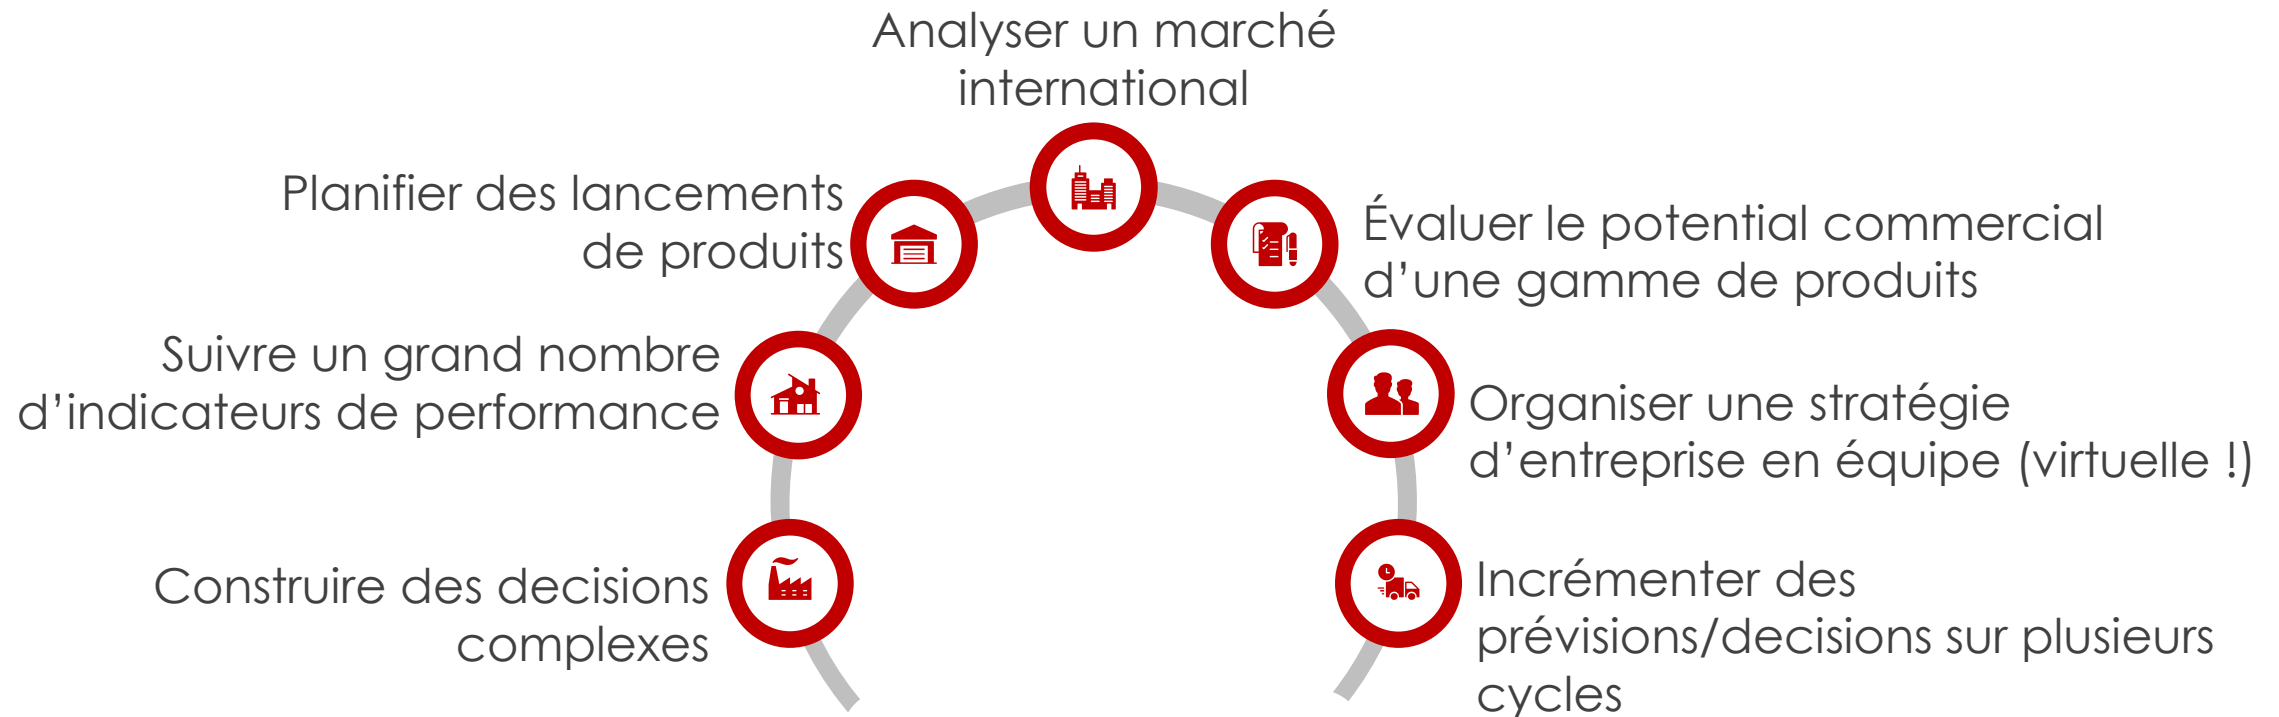 Analyser un marché
international
Planifier des lancements
de produits
Évaluer le potential commercial
d’une gamme de produits
Suivre un grand nombre
d’indicateurs de performance
Organiser une stratégie
d’entreprise en équipe (virtuelle !)
Construire des decisions
complexes
Incrémenter des
prévisions/decisions sur plusieurs
cycles